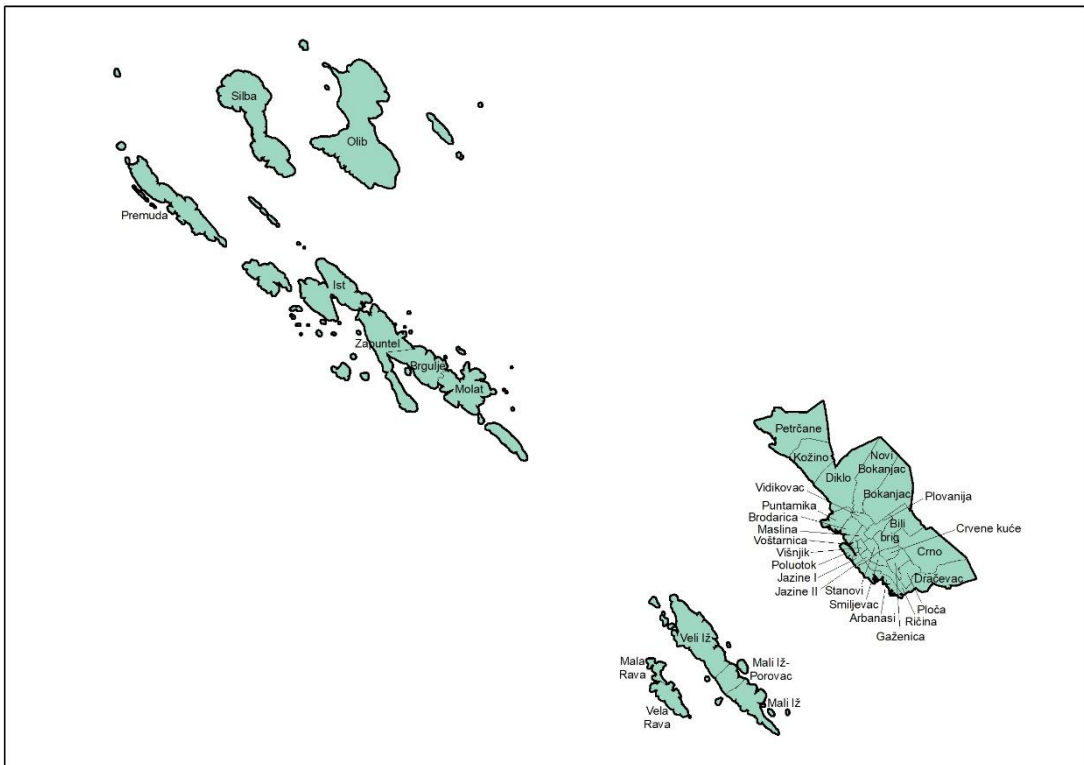 Silba
Olib
Premuda
Ist
Zapuntel
Brgulje
Molat
Petrčane
Kožino
Diklo
Novi
Bokanjac
Bokanjac
Vidikovac
Plovanija
Puntamika
Brodarica
Bili
brig
Maslina
Crvene kuće
Voštarnica
Višnjik
Crno
Poluotok
Jazine I
Dračevac
Jazine II
Stanovi
Smiljevac
Ploča
Arbanasi
Ričina
Gaženica
Veli Iž
Mala
Rava
Mali Iž-
Porovac
Mali Iž
Vela
Rava